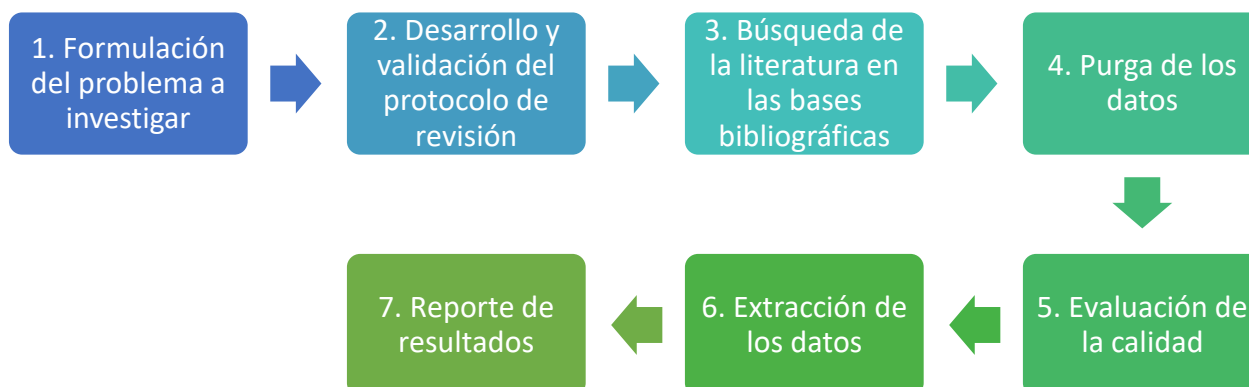 1. Formulación
del problema a
investigar
2. Desarrollo y
validación del
protocolo de
revisión
3. Búsqueda de
la literatura en
las bases
bibliográficas
4. Purga de los
datos
5. Evaluación de
la calidad
6. Extracción de
los datos
7. Reporte de
resultados